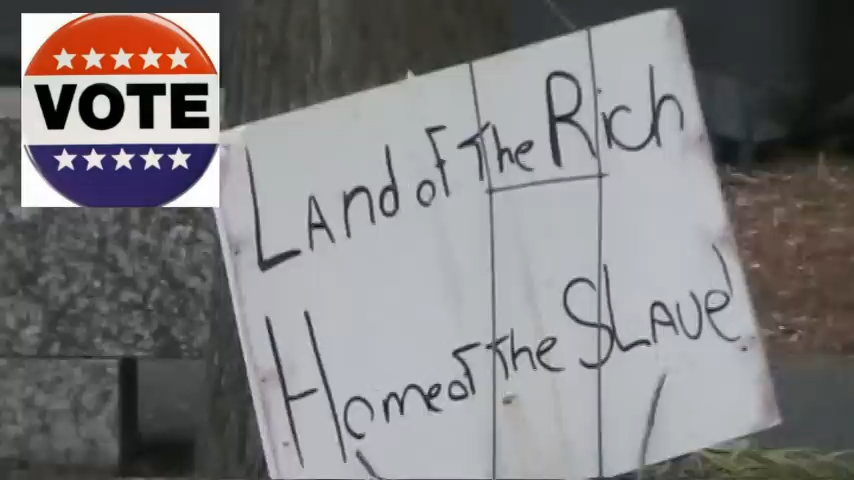 VOTE
Land of The Rich
Home of The SLAVE